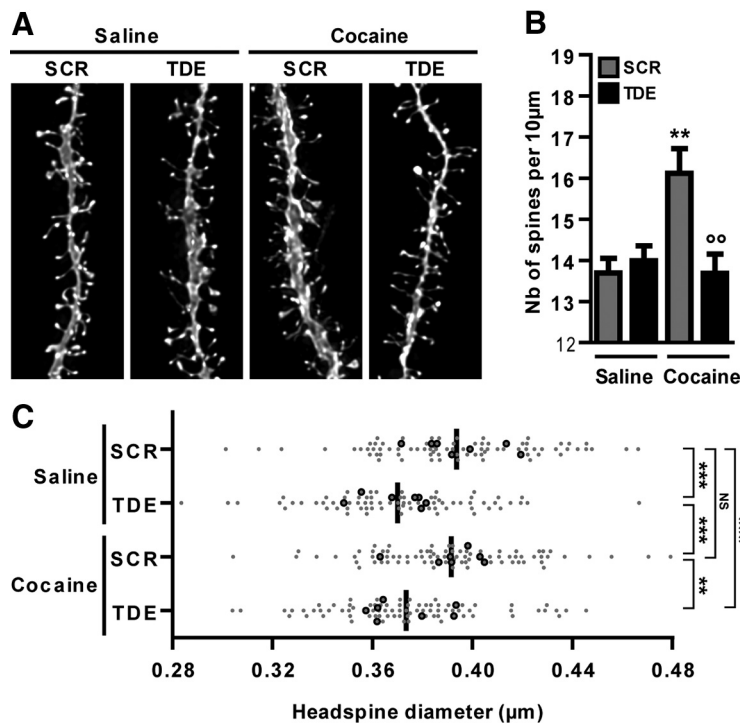 A
Saline
Cocaine
SCR
TDE
SCR
TDE
B
Nb of spines per 10µm
19
18
17
16
15
14
13
12
SCR
TDE
**
°°
Saline
Cocaine
C
Saline
SCR
TDE
Cocaine
SCR
TDE
***
***
**
NS
0.28
0.32
0.36
0.40
0.44
0.48
Headspine diameter (µm)